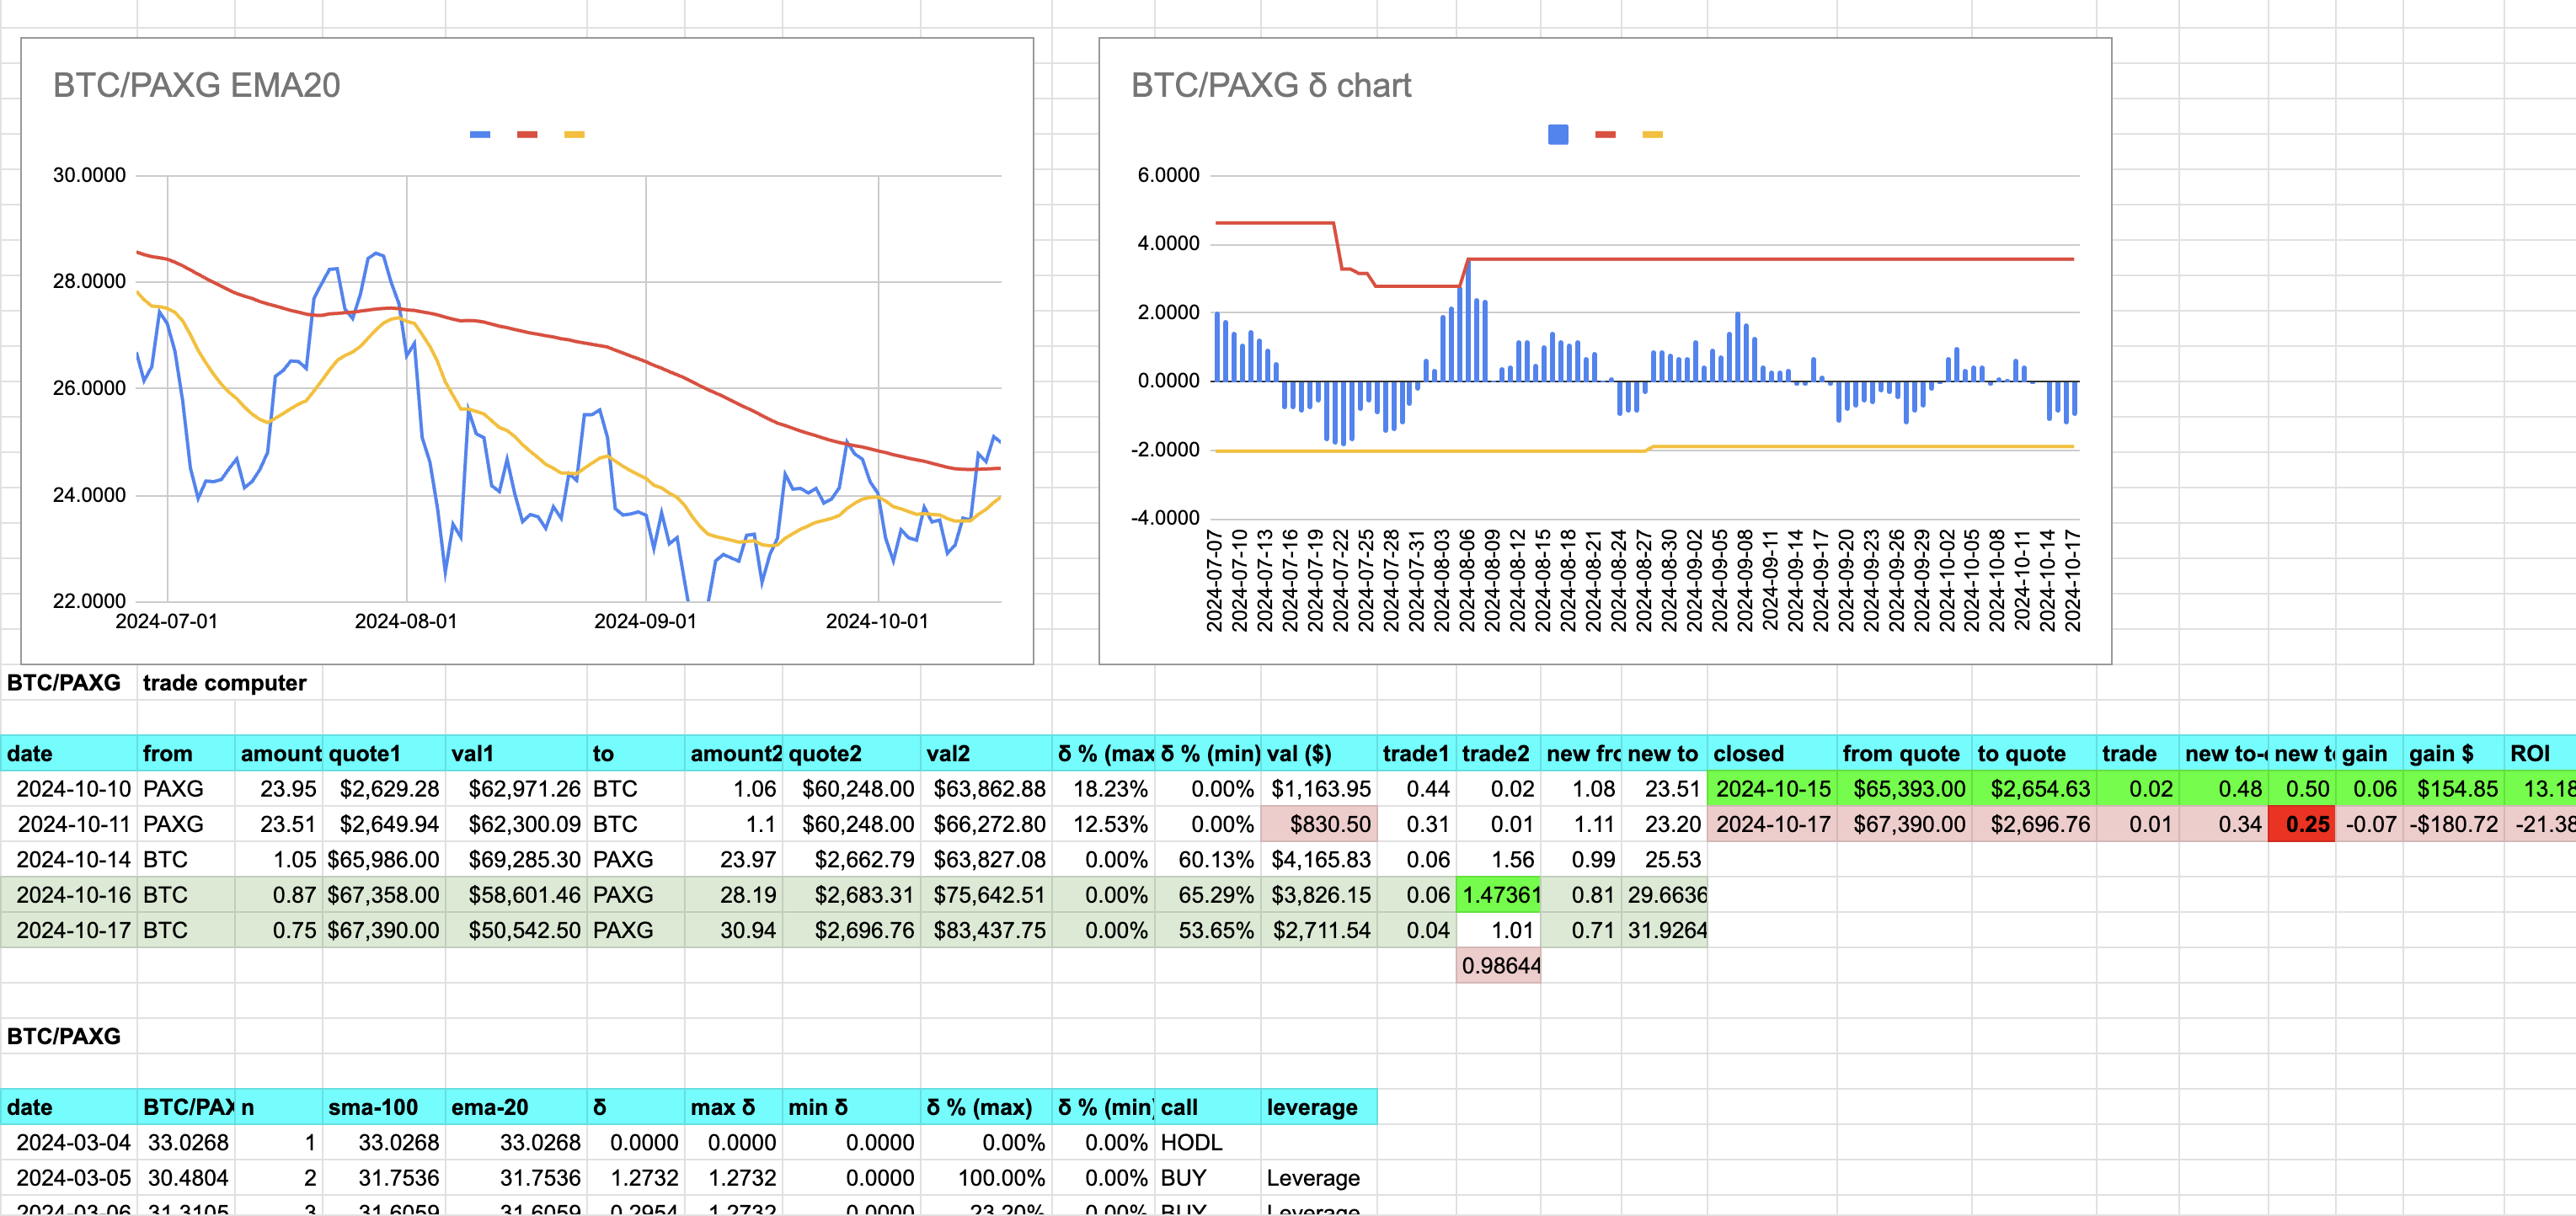 BTC/PAXG EMA20
30.0000
28.0000
26.0000
24.0000
22.0000
2024-07-01 2024-08-01 2024-09-01 2024-10-01
BTC/PAXG δ chart
6.0000
4.0000
2.0000
0.0000
-2.0000
-4.0000
2024-07-07 2024-07-10 2024-07-13 2024-07-16 2024-07-19 2024-07-22 2024-07-25 2024-07-28 2024-07-31 2024-08-03 2024-08-06 2024-08-09 2024-08-12 2024-08-15 2024-08-18 2024-08-21 2024-08-24 2024-08-27 2024-08-30 2024-09-02 2024-09-05 2024-09-08 2024-09-11 2024-09-14 2024-09-17 2024-09-20 2024-09-23 2024-09-26 2024-09-29 2024-10-02 2024-10-05 2024-10-08 2024-10-11 2024-10-14 2024-10-17
BTC/PAXG trade computer
date from amount quote1 val1 to amount2 quote2 val2 δ % (max δ % (min) val ($) trade1 trade2 new fro new to closed from quote to quote trade new to- new t gain gain $ ROI
2024-10-10 PAXG 23.95 $2,629.28 $62,971.26 BTC 1.06 $60,248.00 $63,862.88 18.23% 0.00% $1,163.95 0.44 0.02 1.08 23.51 2024-10-15 $65,393.00 $2,654.63 0.02 0.48 0.50 0.06 $154.85 13.18
2024-10-11 PAXG 23.51 $2,649.94 $62,300.09 BTC 1.1 $60,248.00 $66,272.80 12.53% 0.00% $830.50 0.31 0.01 1.11 23.20 2024-10-17 $67,390.00 $2,696.76 0.01 0.34 0.25 -0.07 -$180.72 -21.38
2024-10-14 BTC 1.05 $65,986.00 $69,285.30 PAXG 23.97 $2,662.79 $63,827.08 0.00% 60.13% $4,165.83 0.06 1.56 0.99 25.53
2024-10-16 BTC 0.87 $67,358.00 $58,601.46 PAXG 28.19 $2,683.31 $75,642.51 0.00% 65.29% $3,826.15 0.06 1.47361 0.81 29.6636
2024-10-17 BTC 0.75 $67,390.00 $50,542.50 PAXG 30.94 $2,696.76 $83,437.75 0.00% 53.65% $2,711.54 0.04 1.01 0.71 31.9264
0.98644
BTC/PAXG
date BTC/PAX n sma-100 ema-20 δ max δ min δ δ % (max) δ % (min) call leverage
2024-03-04 33.0268 1 33.0268 33.0268 0.0000 0.0000 0.0000 0.00% 0.00% HODL
2024-03-05 30.4804 2 31.7536 31.7536 1.2732 1.2732 0.0000 100.00% 0.00% BUY Leverage
2024-03-06 31.3105 3 31.6059 31.6059 0.2954 1.2732 0.0000 23.20% 0.00% BUY Leverage